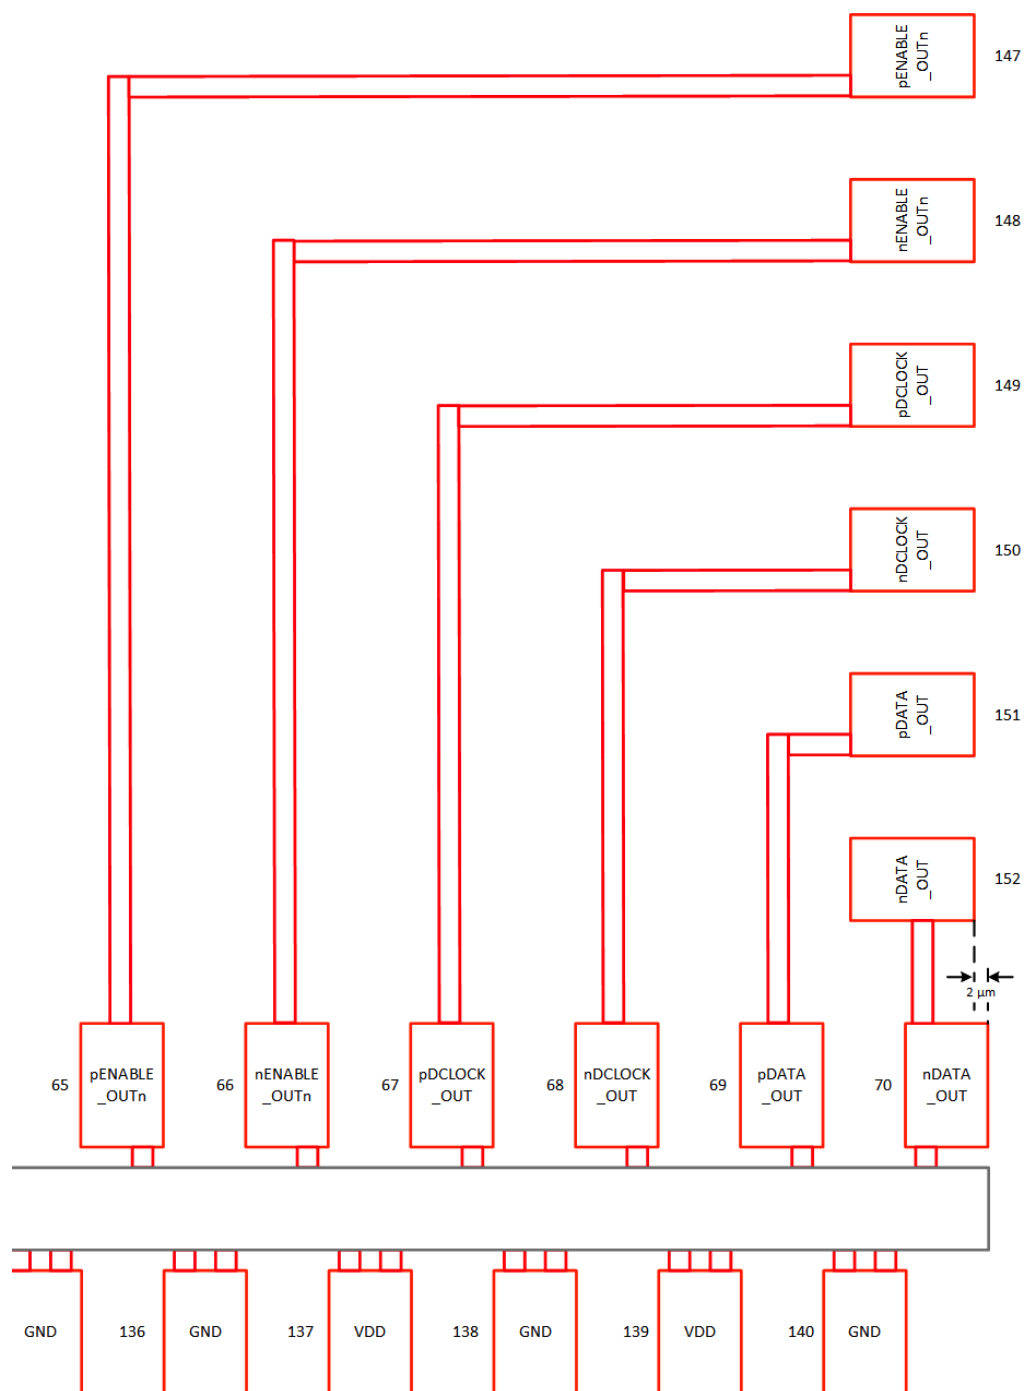 pENABLE
_OUTn
147
nENABLE
_OUTn
148
pDCLOCK
_OUT
149
nDCLOCK
_OUT
150
pDATA
_OUT
151
nDATA
_OUT
152
2 µm
65
pENABLE
_OUTn
66
nENABLE
_OUTn
67
pDCLOCK
_OUT
68
nDCLOCK
_OUT
69
pDATA
_OUT
70
nDATA
_OUT
GND
136
GND
137
VDD
138
GND
139
VDD
140
GND